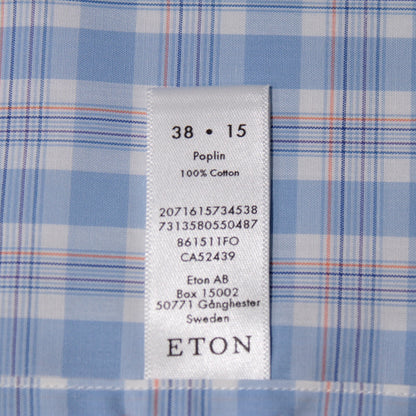 38 • 15
Poplin
100% Cotton
2071615734538
7313580550487
861511FO
CA52439
Eton AB
Box 15002
50771 Gånghester
Sweden
ETON